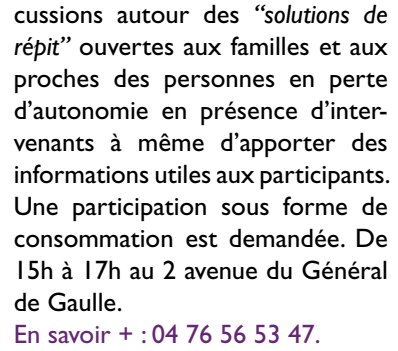 cussions autour des “solutions de
répit” ouvertes aux familles et aux
proches des personnes en perte
d’autonomie en présence d’inter-
venants à même d’apporter des
informations utiles aux participants.
Une participation sous forme de
consommation est demandée. De
15h à 17h au 2 avenue du Général
de Gaulle.
En savoir + : 04 76 56 53 47.